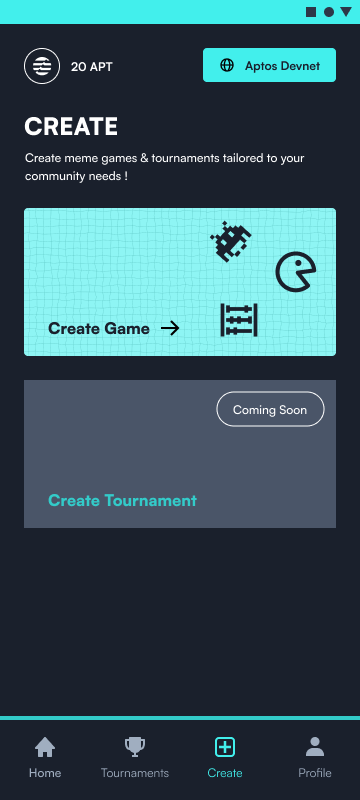 20 APT
Aptos Devnet
CREATE
Create meme games & tournaments tailored to your
community needs !
Create Game
Coming Soon
Create Tournament
Home
Tournaments
Create
Profile